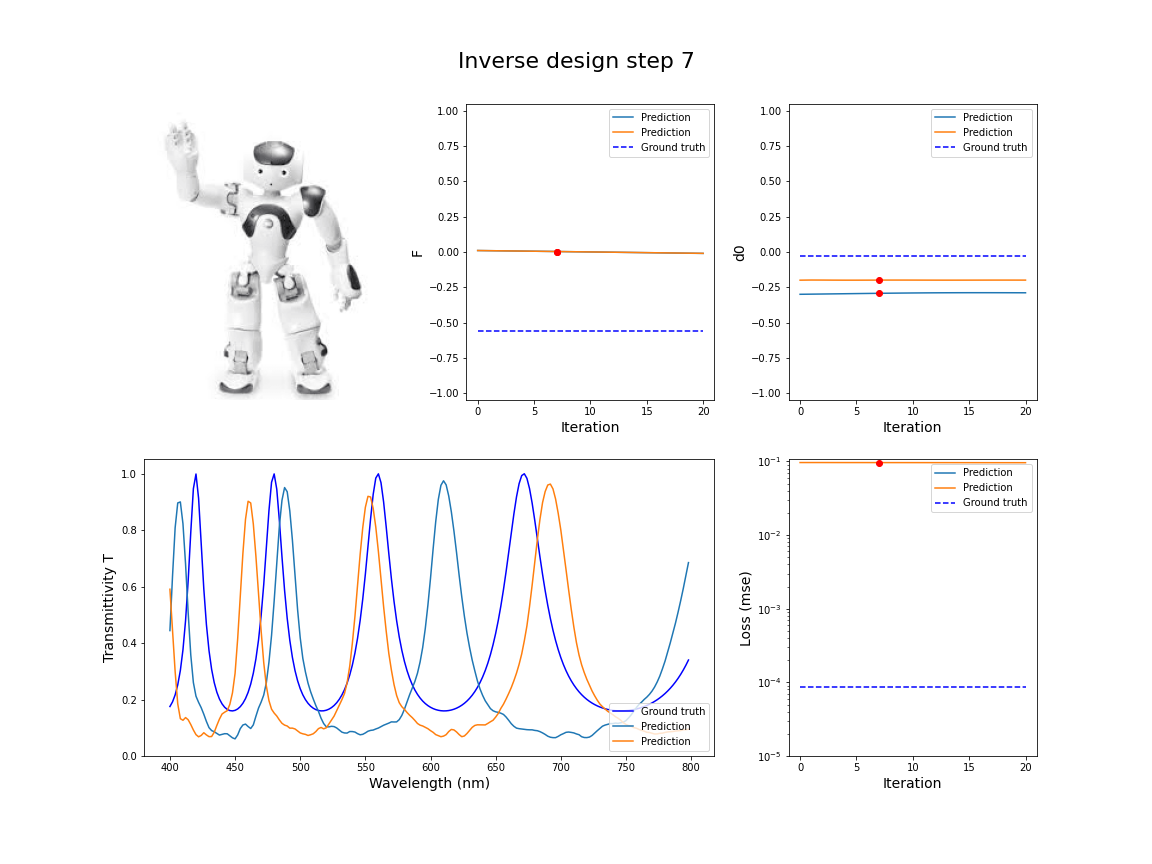 Inverse design step 7
F
1.00
0.75
0.50
0.25
0.00
−0.25
−0.50
−0.75
−1.00
0 5 10 15 20
Iteration
Prediction
Prediction
Ground truth
d0
1.00
0.75
0.50
0.25
0.00
−0.25
−0.50
−0.75
−1.00
0 5 10 15 20
Iteration
Prediction
Prediction
Ground truth
Transmittivity T
1.0
0.8
0.6
0.4
0.2
0.0
400 450 500 550 600 650 700 750 800
Wavelength (nm)
Ground truth
Prediction
Prediction
Loss (mse)
10⁻¹
10⁻²
10⁻³
10⁻⁴
10⁻⁵
0 5 10 15 20
Iteration
Prediction
Prediction
Ground truth